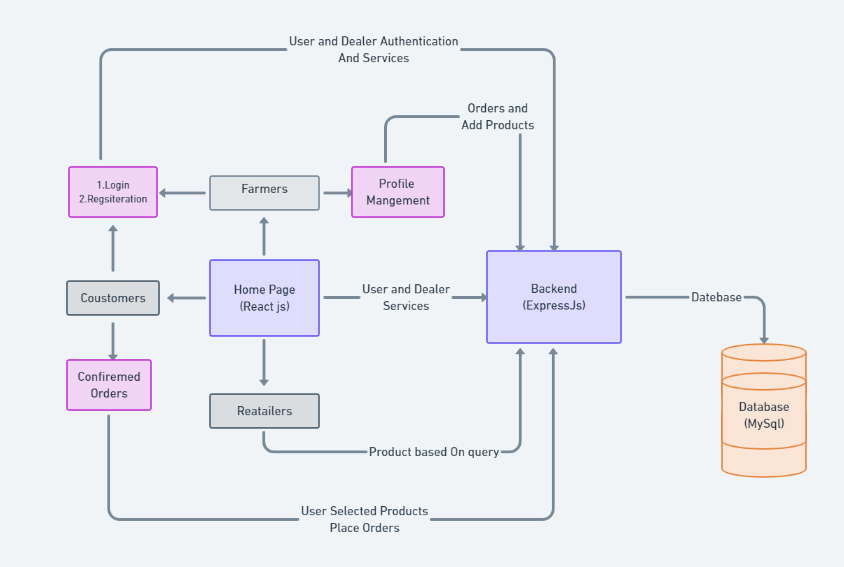 User and Dealer Authentication
And Services
Orders and
Add Products
1.Login
2.Regsiteration
Farmers
Profile
Mangement
Coustomers
Home Page
(React js)
User and Dealer
Services
Backend
(ExpressJs)
Datebase
Confiremed
Orders
Reatailers
Database
(MySql)
Product based On query
User Selected Products
Place Orders